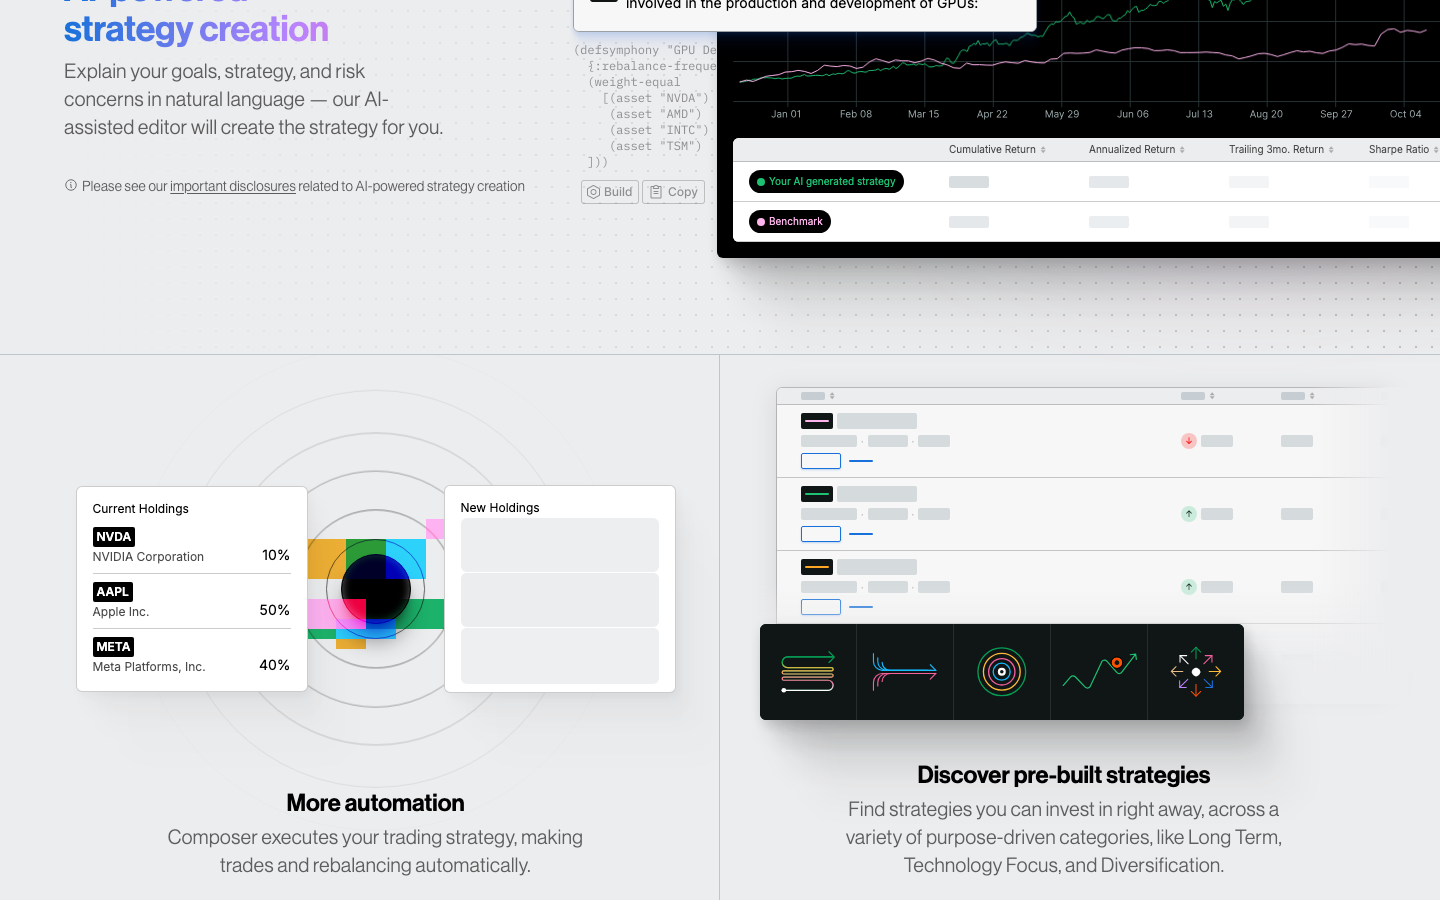 AI-powered
strategy creation
Explain your goals, strategy, and risk
concerns in natural language — our AI-
assisted editor will create the strategy for you.
Please see our important disclosures related to AI-powered strategy creation
involved in the production and development of GPUs:
(defsymphony "GPU De
{:rebalance-freque
(weight-equal
[(asset "NVDA")
(asset "AMD")
(asset "INTC")
(asset "TSM")
]))
Build Copy
Jan 01 Feb 08 Mar 15 Apr 22 May 29 Jun 06 Jul 13 Aug 20 Sep 27 Oct 04
Cumulative Return Annualized Return Trailing 3mo. Return Sharpe Ratio
Your AI generated strategy
Benchmark
Current Holdings
NVDA
NVIDIA Corporation 10%
AAPL
Apple Inc. 50%
META
Meta Platforms, Inc. 40%
New Holdings
More automation
Composer executes your trading strategy, making
trades and rebalancing automatically.
Discover pre-built strategies
Find strategies you can invest in right away, across a
variety of purpose-driven categories, like Long Term,
Technology Focus, and Diversification.